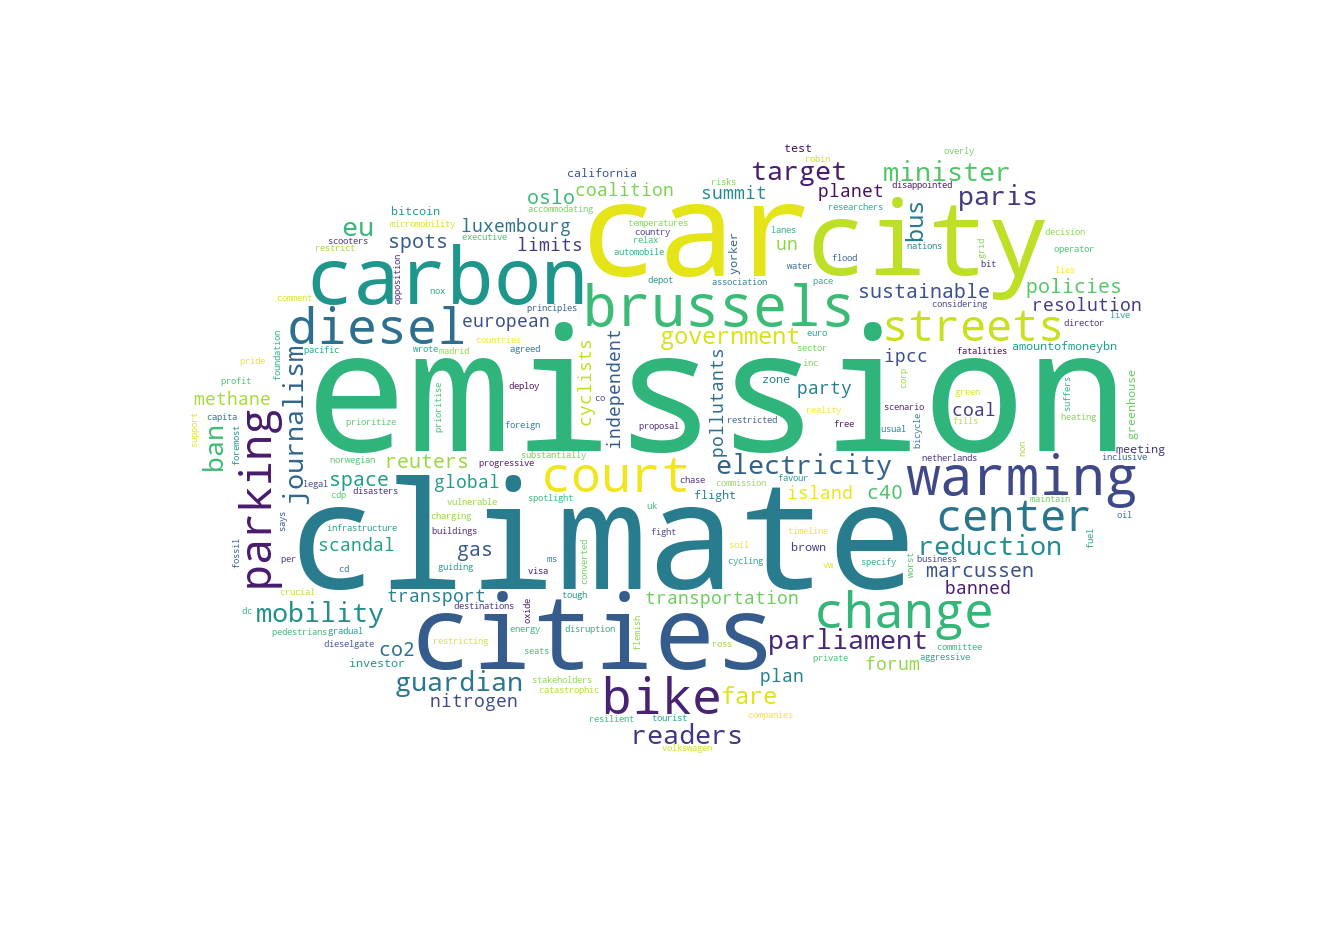 test
overly
robin
california
risks
target
minister
disappointed
oslo
coalition
summit
planet
paris
bitcoin
accommodating
car
city
bus
researchers
eu
micromobility
luxembourg
temperatures
country
yorker
un
lanes
nations
grid
decision
scooters
spots
executive
limits
relax
operator
restrict
opposition
automobile
water
flood
bit
lies
carbon
nox
depot
association
pace
sustainable
policies
comment
principles
brussels
considering
resolution
live
diesel
european
government
euro
streets
director
foundation
pacific
wrote
madrid
countries
agreed
sector
ipcc
fatalities
amountofmoneybn
pride
journalism
emission
cyclists
independent
pollutants
inc
profit
deploy
zone
party
corp
green
suffers
greenhouse
methane
prioritise
co
scenario
coal
heating
support
capita
foremost
ban
parking
prioritize
foreign
proposal
restricted
reality
free
usual
bicycle
fills
meeting
norwegian
reuters
progressive
substantially
court
electricity
netherlands
non
inclusive
legal
space
disasters
global
chase
commission
favour
warming
maintain
cdp
vulnerable
spotlight
flight
island
c40
oil
says
infrastructure
charging
uk
center
fossil
scandal
buildings
climate
fight
timeline
fuel
per
gas
soil
brown
reduction
cd
guiding
ms
converted
cycling
vw
specify
worst
business
visa
marcussen
crucial
transport
tough
transportation
banned
dc
mobility
destinations
oxide
change
pedestrians
gradual
energy
disruption
flemish
dieselgate
co2
cities
restricting
seats
ross
parliament
committee
investor
private
forum
aggressive
guardian
stakeholders
plan
nitrogen
catastrophic
bike
fare
resilient
tourist
companies
readers
volkswagen